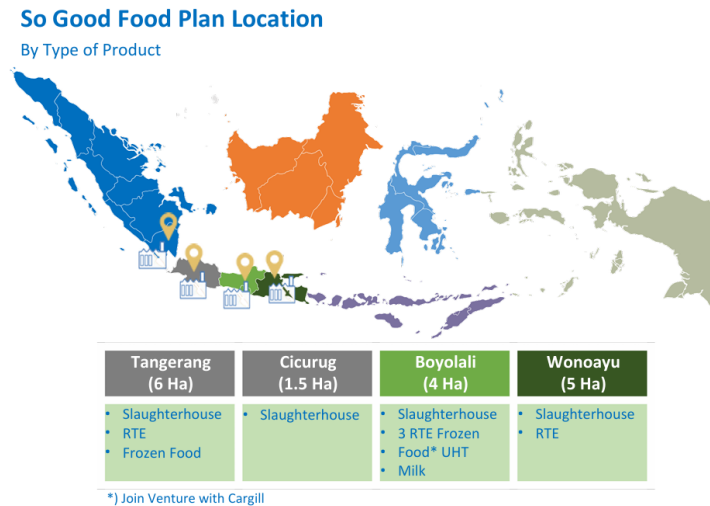 So Good Food Plan Location
By Type of Product
Tangerang
(6 Ha)
Cicurug
(1.5 Ha)
Boyolali
(4 Ha)
Wonoayu
(5 Ha)
• Slaughterhouse
• RTE
• Frozen Food
• Slaughterhouse
• Slaughterhouse
• 3 RTE Frozen
• Food* UHT
• Milk
• Slaughterhouse
• RTE
*) Join Venture with Cargill